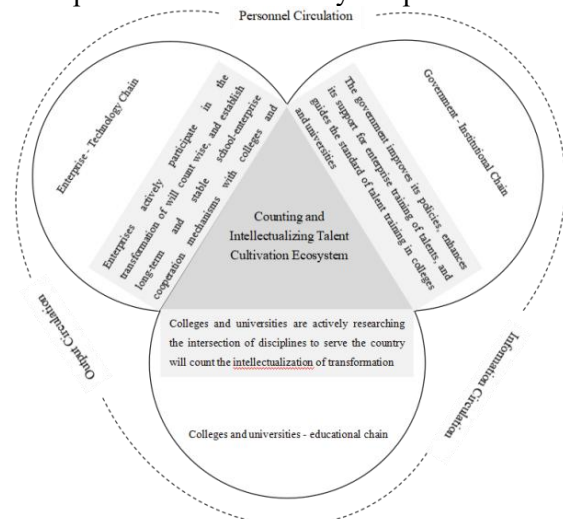 Personnel Circulation
Enterprise - Technology Chain
Enterprises actively participate in the
transformation of will count wise, and establish
long-term and stable school-enterprise
cooperation mechanisms with colleges and
Government - Institutional Chain
The government improves its policies, enhances
its support for enterprise training of talents, and
guides the standard of talent training in colleges
and universities
Counting and
Intellectualizing Talent
Cultivation Ecosystem
Colleges and universities are actively researching
the intersection of disciplines to serve the country
will count the intellectualization of transformation
Output Circulation
Information Circulation
Colleges and universities - educational chain